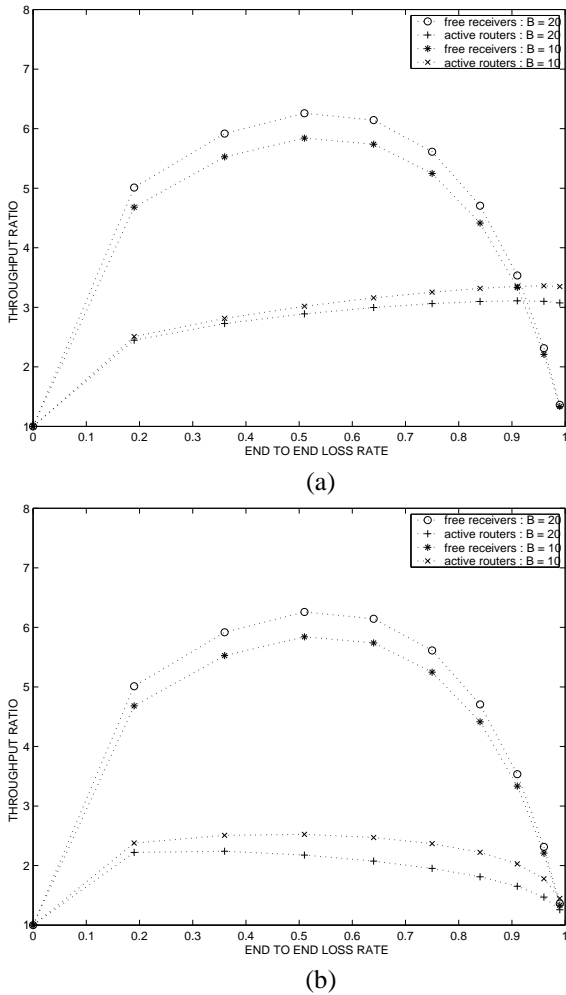 8
7
6
5
4
3
2
1
THROUGHPUT RATIO
free receivers : B = 20
active routers : B = 20
free receivers : B = 10
active routers : B = 10
0 0.1 0.2 0.3 0.4 0.5 0.6 0.7 0.8 0.9 1
END TO END LOSS RATE
(a)
8
7
6
5
4
3
2
1
THROUGHPUT RATIO
free receivers : B = 20
active routers : B = 20
free receivers : B = 10
active routers : B = 10
0 0.1 0.2 0.3 0.4 0.5 0.6 0.7 0.8 0.9 1
END TO END LOSS RATE
(b)